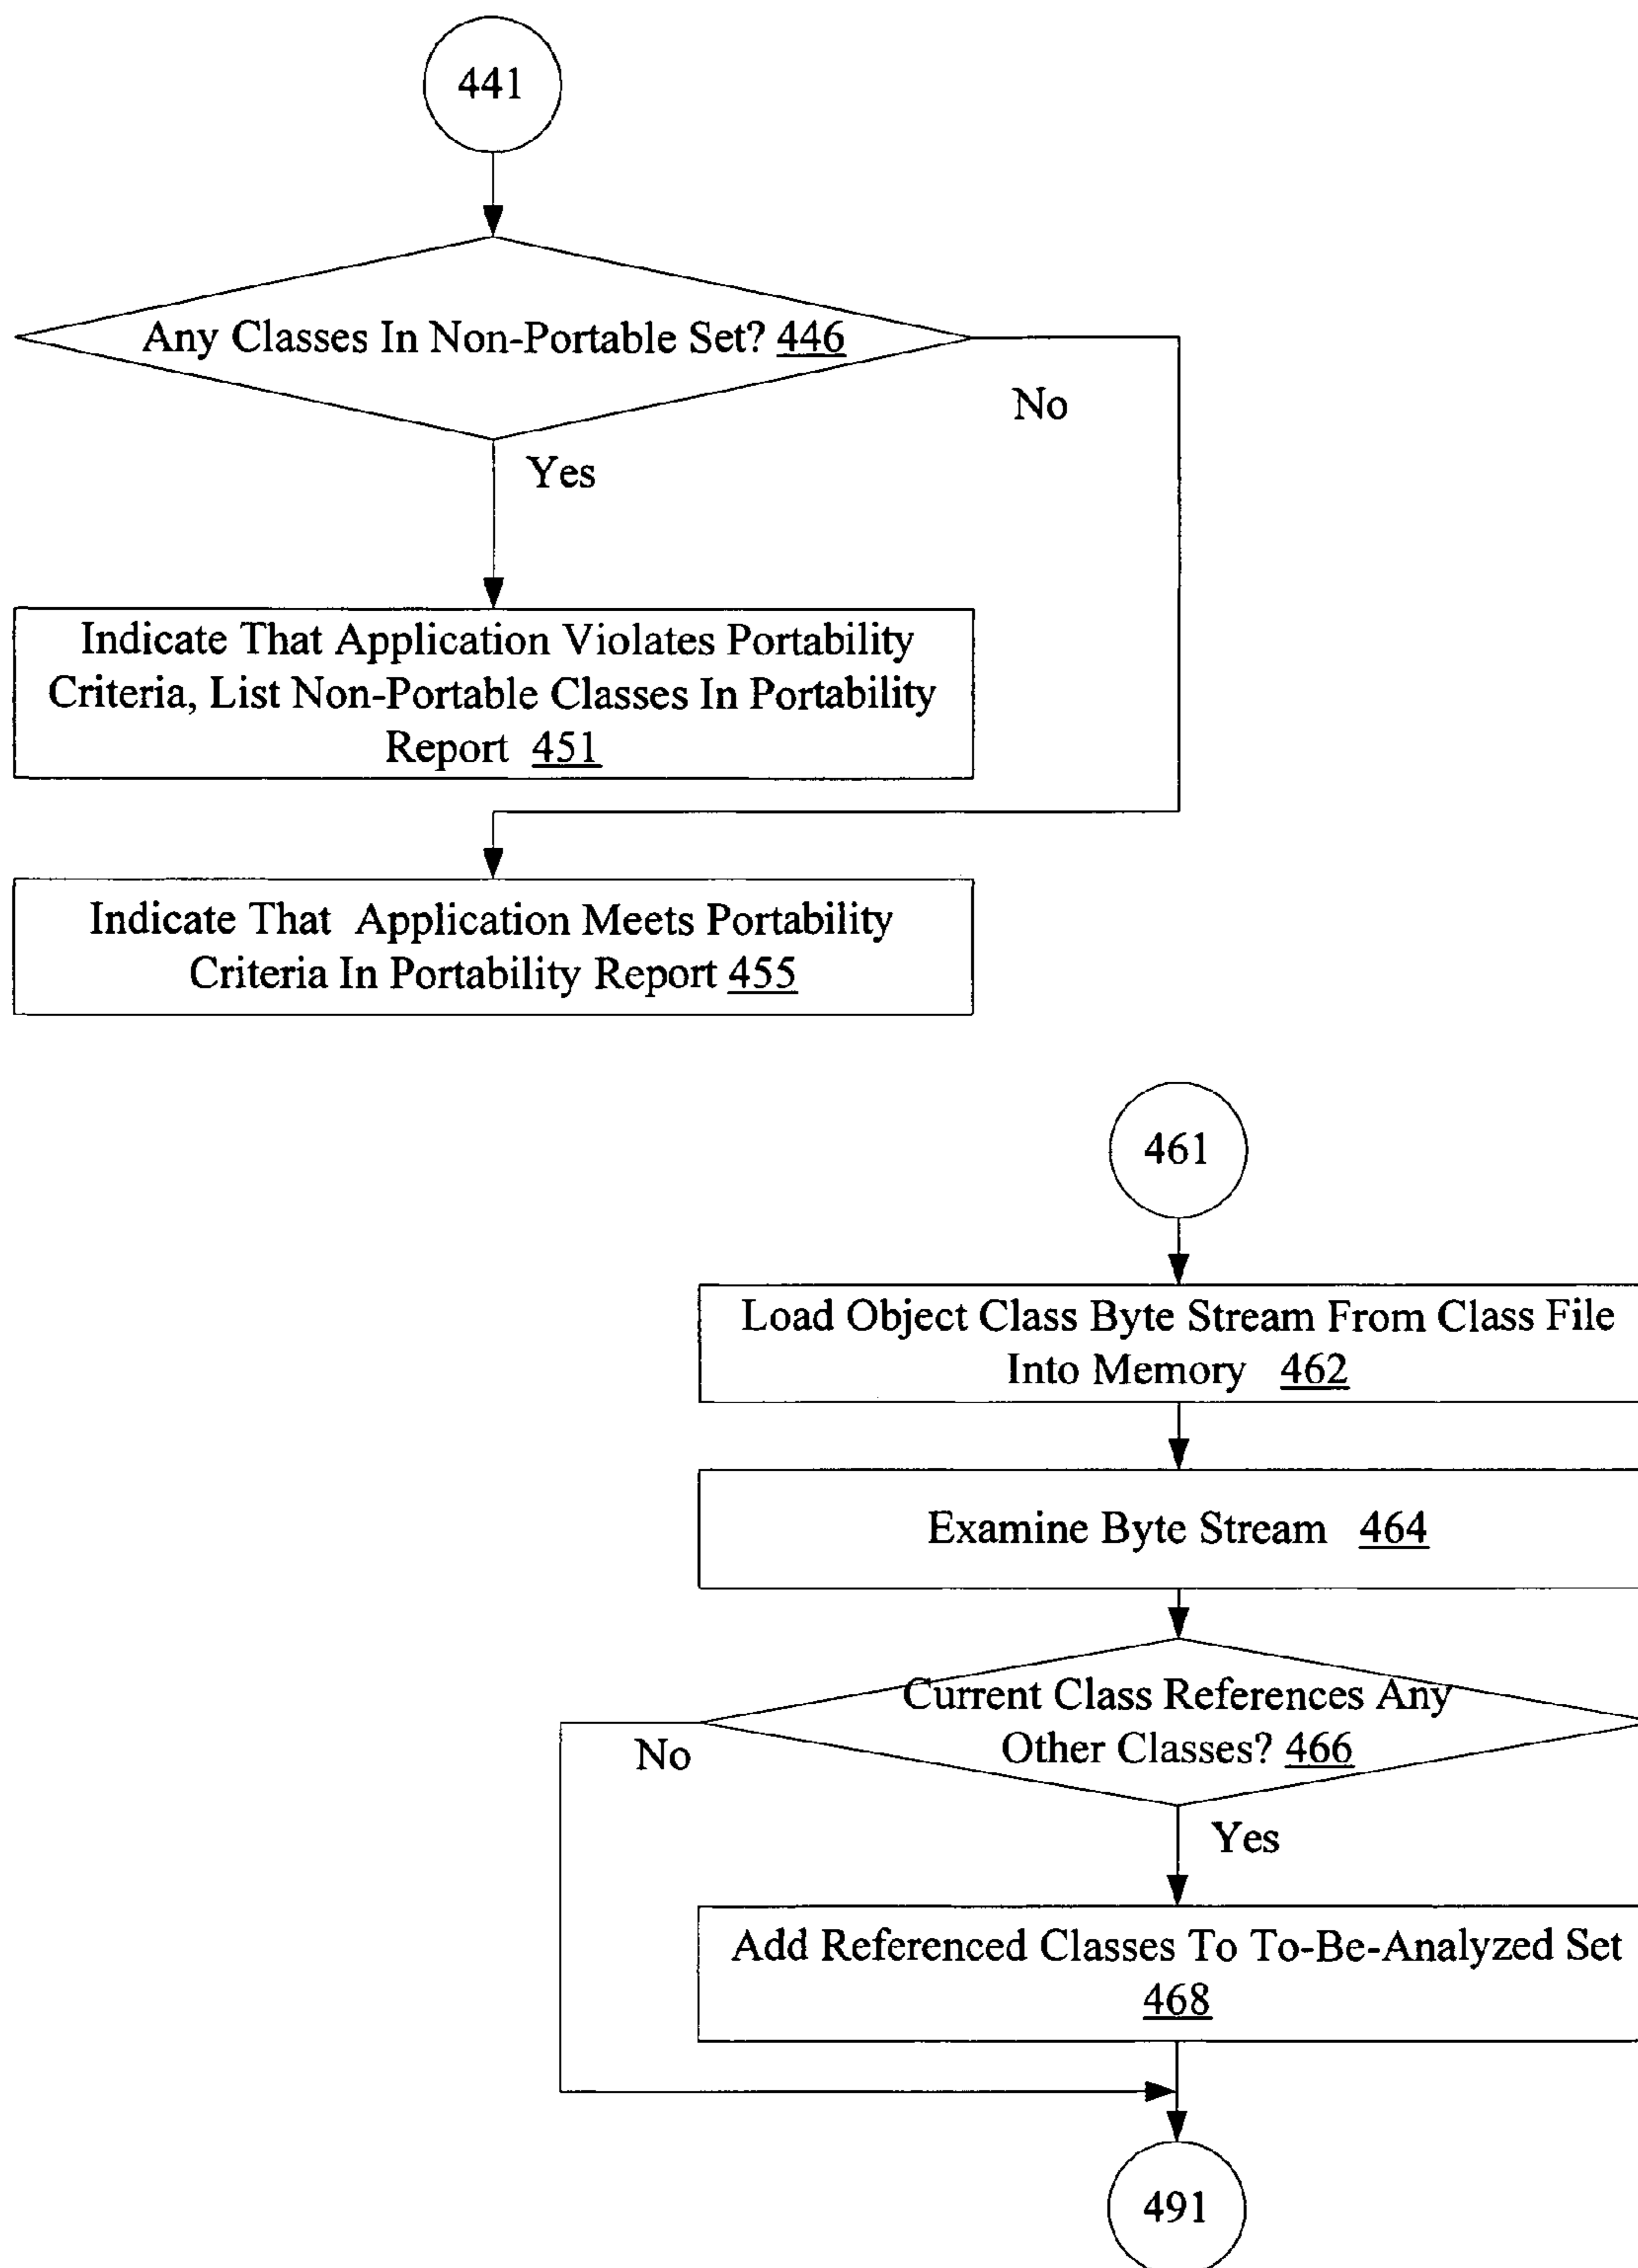 441
Any Classes In Non-Portable Set? 446
No
Yes
Indicate That Application Violates Portability
Criteria, List Non-Portable Classes In Portability
Report 451
Indicate That Application Meets Portability
Criteria In Portability Report 455
461
Load Object Class Byte Stream From Class File
Into Memory 462
Examine Byte Stream 464
Current Class References Any
Other Classes? 466
No
Yes
Add Referenced Classes To To-Be-Analyzed Set
468
491